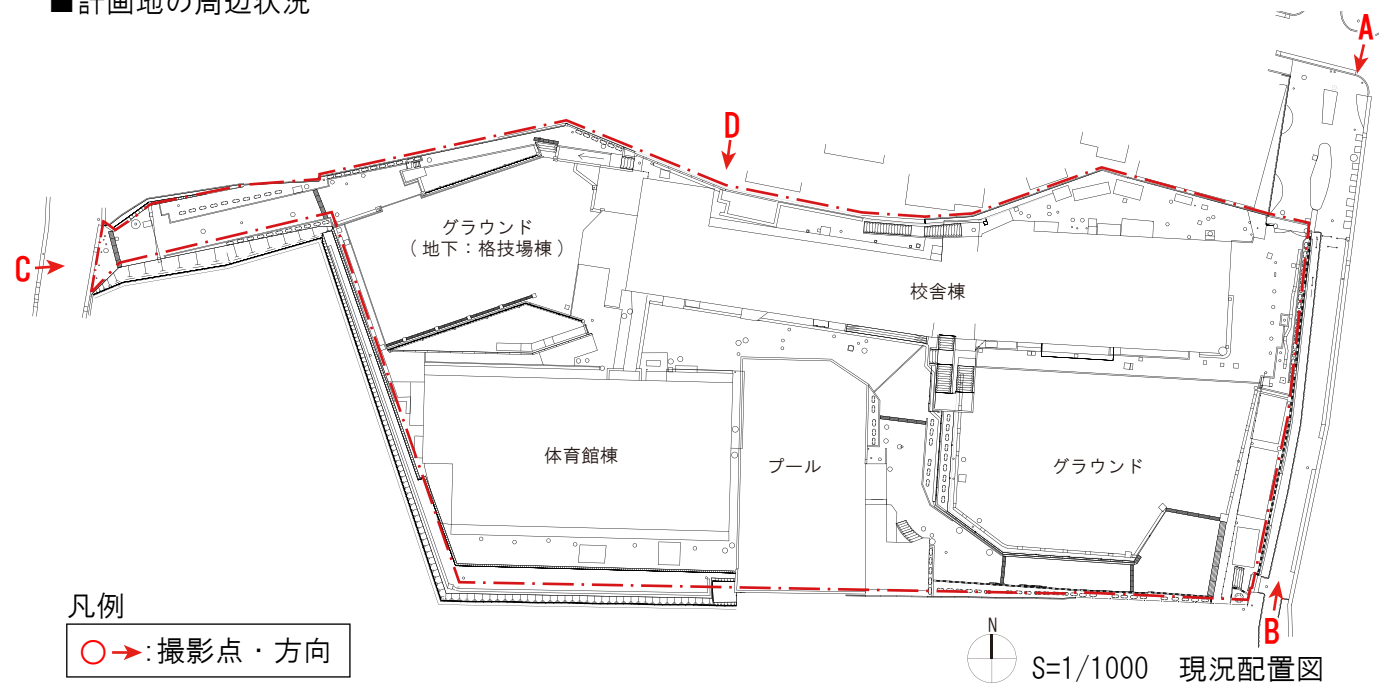 ■計画地の周辺状況
A
D
グラウンド
(地下：格技場棟)
C
校舎棟
体育館棟
プール
グラウンド
凡例
○→:撮影点・方向
N
B
S=1/1000 現況配置図